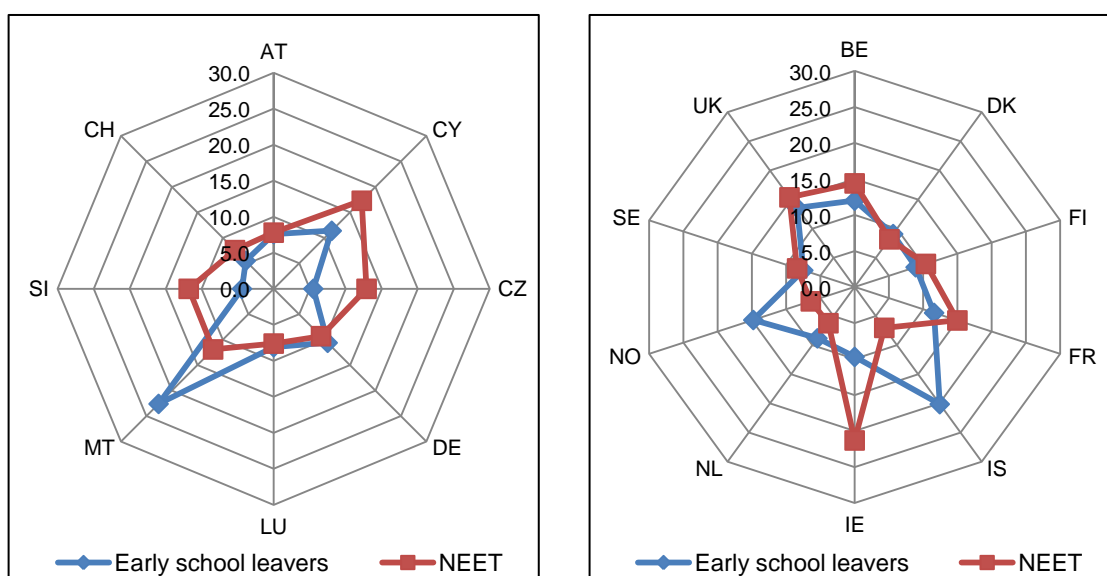 AT
30.0
25.0
20.0
15.0
10.0
5.0
0.0
CH
CY
SI
CZ
MT
DE
LU
Early school leavers
NEET
BE
30.0
25.0
20.0
15.0
10.0
5.0
0.0
UK
DK
SE
FI
NO
FR
NL
IS
IE
Early school leavers
NEET